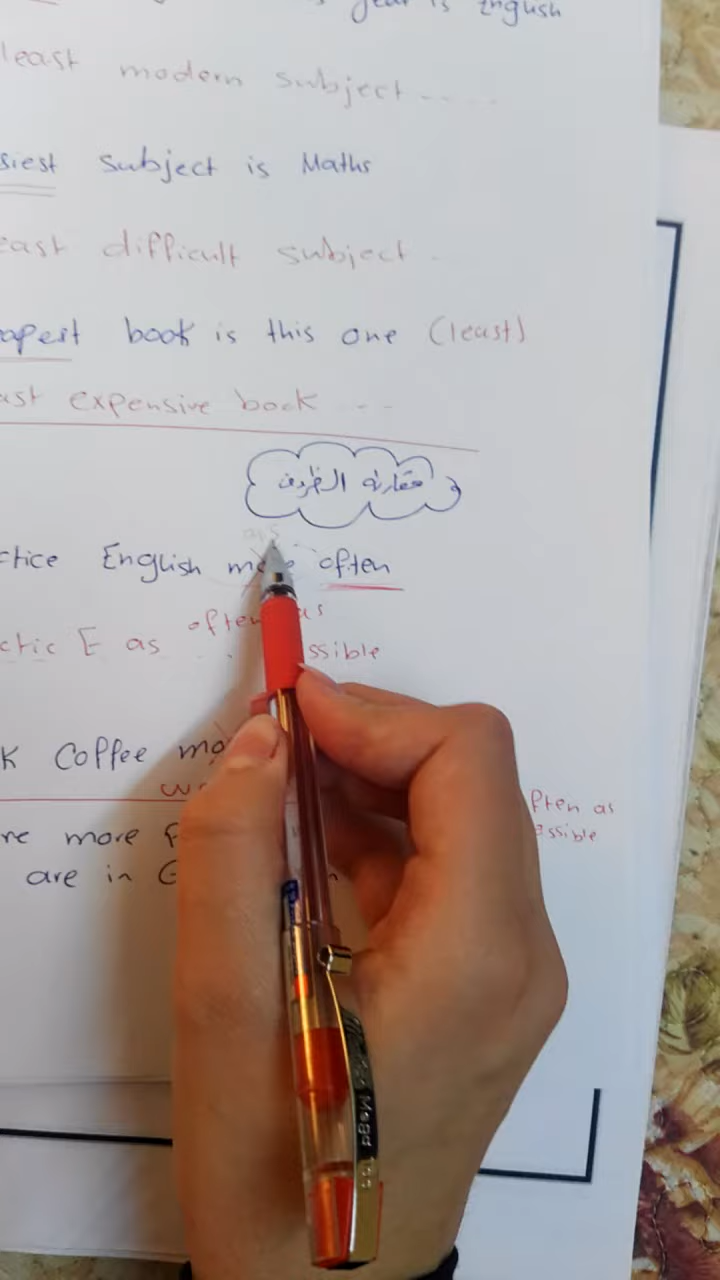 year is English
least modern subject.....
siest subject is Maths
east difficult subject.
apest book is this one (least)
ast expensive book ...
مقارنة الظروف
as
ctice English more often
often as
ctic E as ssible
k Coffee mo
ften as
re more
ssible
are in G
Mega